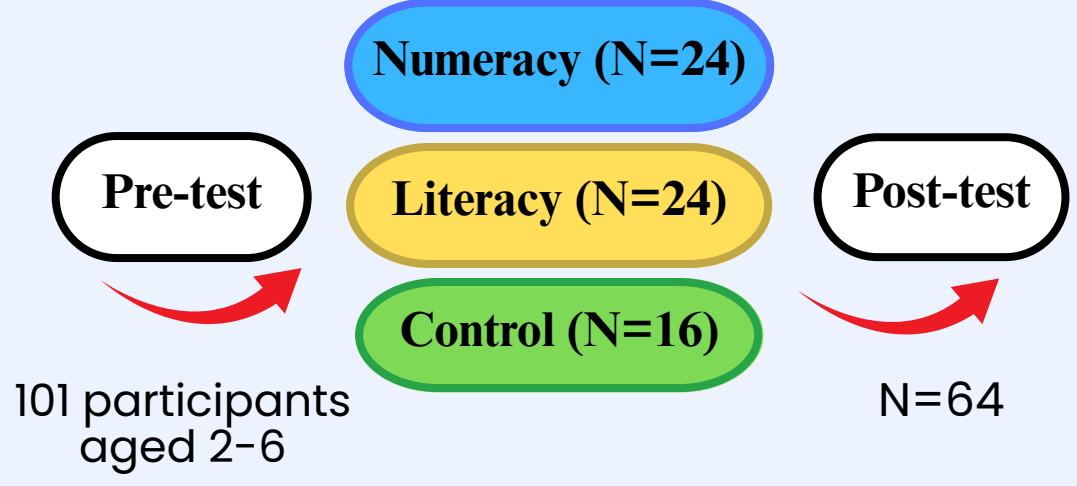 Numeracy (N=24)
Pre-test
Literacy (N=24)
Post-test
Control (N=16)
101 participants
aged 2-6
N=64